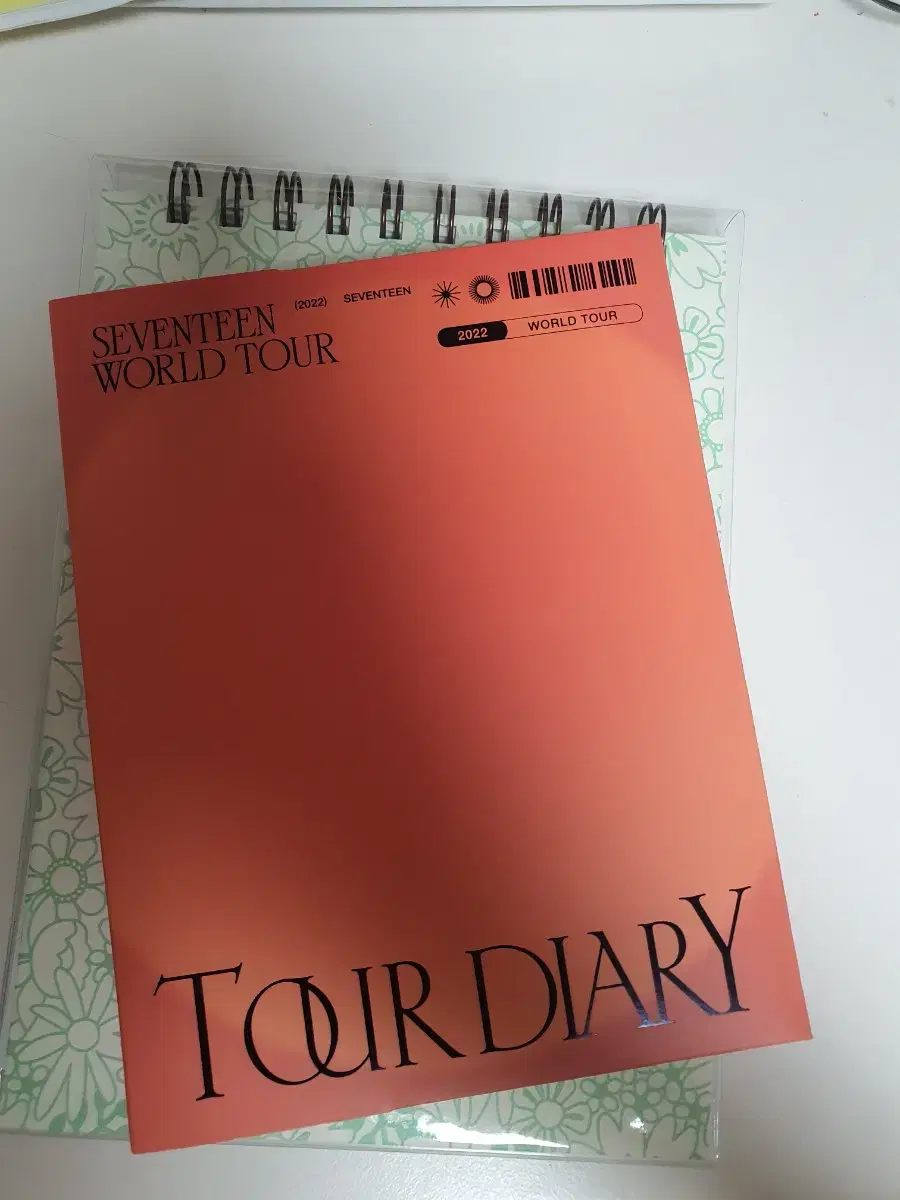 SEVENTEEN
WORLD TOUR
(2022) SEVENTEEN
2022 WORLD TOUR
TOUR DIARY